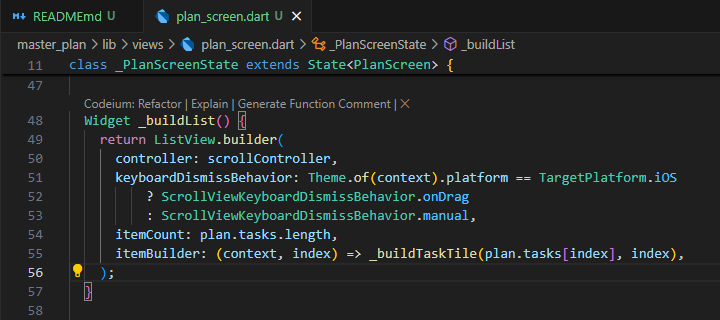 READMEmd U
plan_screen.dart U
master_plan > lib > views > plan_screen.dart > _PlanScreenState > _buildList
11 class _PlanScreenState extends State<PlanScreen> {
47
Codeium: Refactor | Explain | Generate Function Comment | ×
48 Widget _buildList() {
49 return ListView.builder(
50 controller: scrollController,
51 keyboardDismissBehavior: Theme.of(context).platform == TargetPlatform.iOS
52 ? ScrollViewKeyboardDismissBehavior.onDrag
53 : ScrollViewKeyboardDismissBehavior.manual,
54 itemCount: plan.tasks.length,
55 itemBuilder: (context, index) => _buildTaskTile(plan.tasks[index], index),
56 );
57 }
58